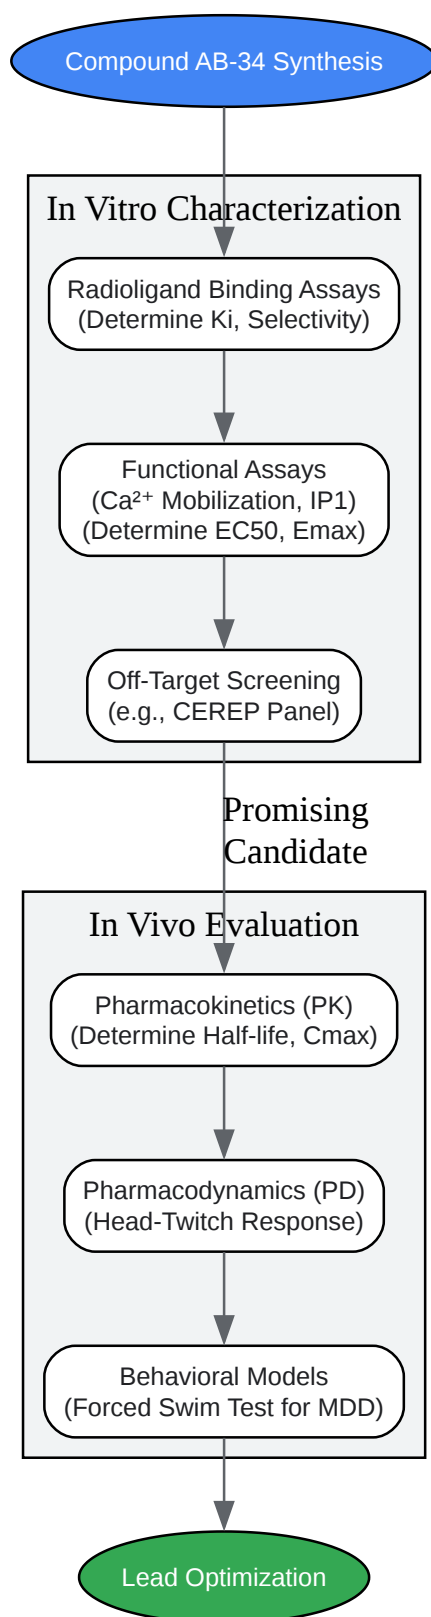 Compound AB-34 Synthesis
In Vitro Characterization
Radioligand Binding Assays
(Determine Ki, Selectivity)
Functional Assays
(Ca²⁺ Mobilization, IP1)
(Determine EC50, Emax)
Off-Target Screening
(e.g., CEREP Panel)
Promising
Candidate
In Vivo Evaluation
Pharmacokinetics (PK)
(Determine Half-life, Cmax)
Pharmacodynamics (PD)
(Head-Twitch Response)
Behavioral Models
(Forced Swim Test for MDD)
Lead Optimization